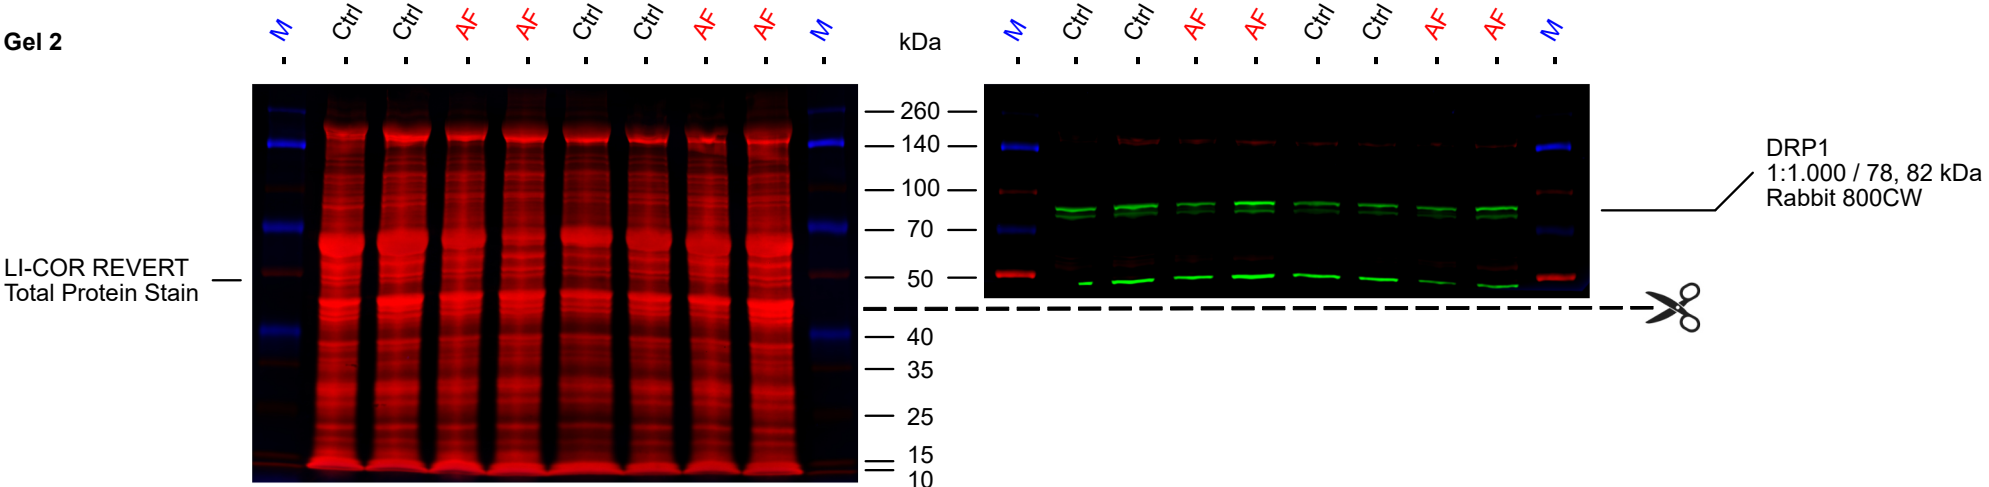 Gel 2
M Ctrl Ctrl AF AF Ctrl Ctrl AF AF M
kDa
M Ctrl Ctrl AF AF Ctrl Ctrl AF AF M
260
140
100
70
50
40
35
25
15
10
LI-COR REVERT
Total Protein Stain
DRP1
1:1.000 / 78, 82 kDa
Rabbit 800CW